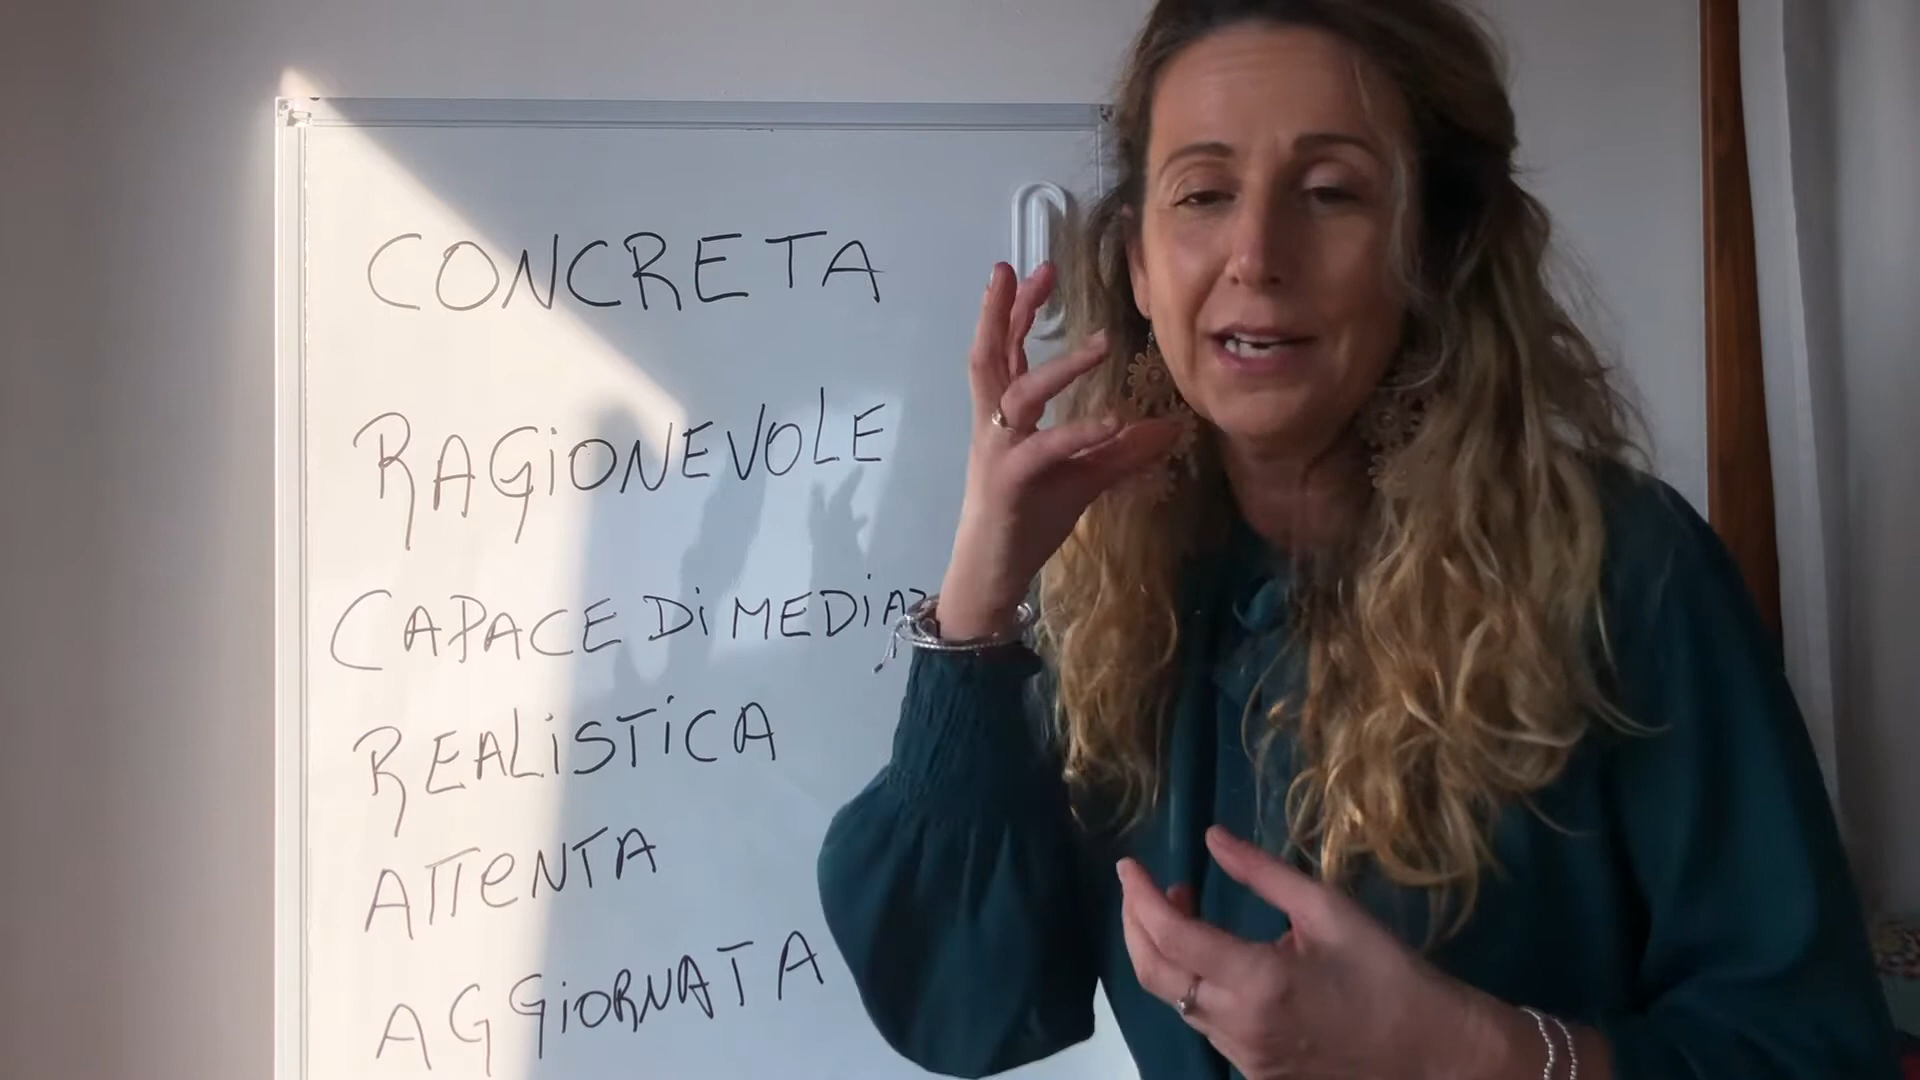 CONCRETA
RAGIONEVOLE
CAPACE DI MEDIAZ
REALISTICA
ATTENTA
AGGIORNATA